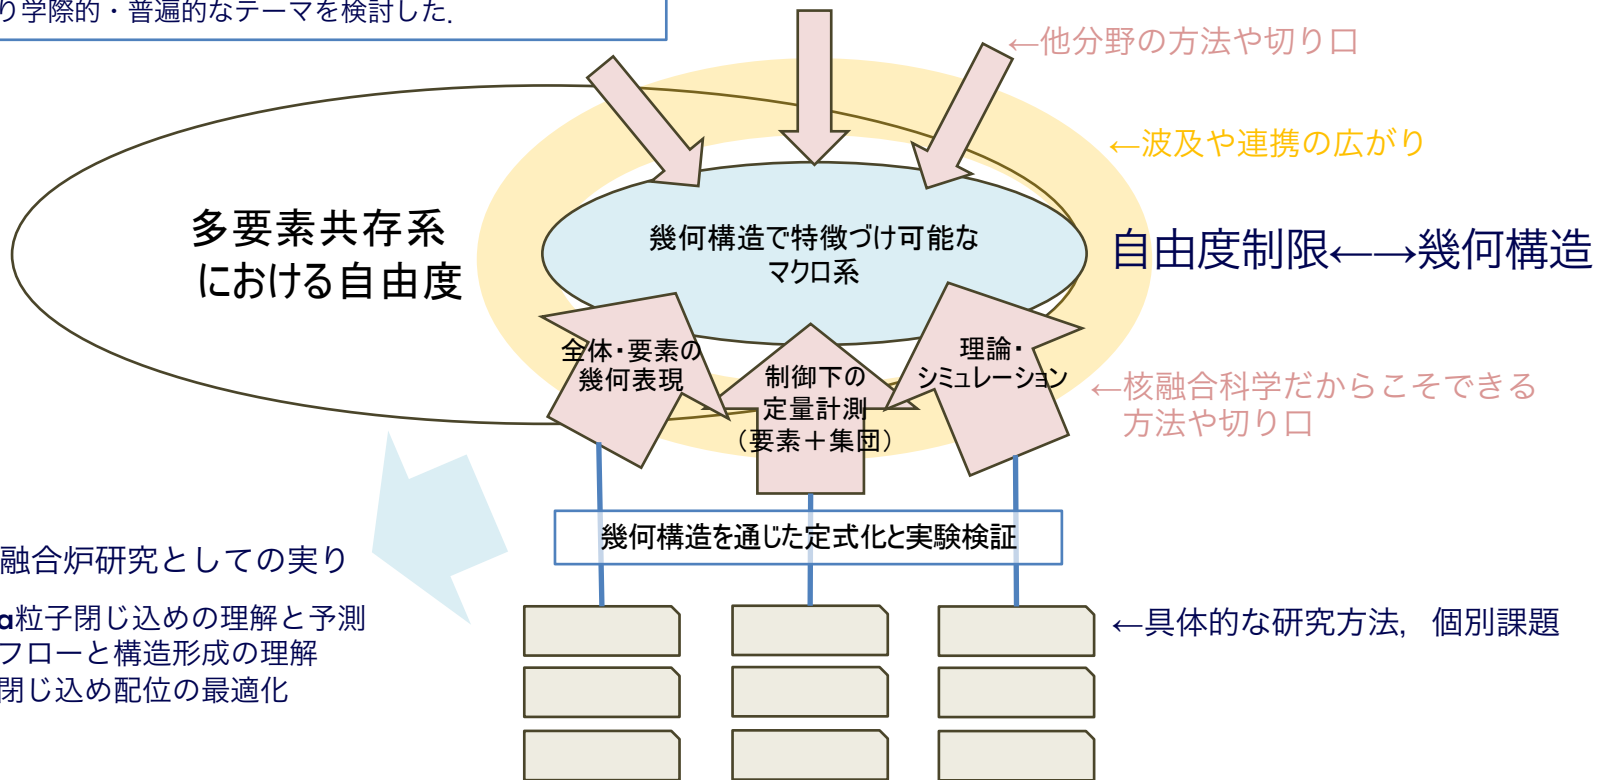 り学際的・普遍的なテーマを検討した.
←他分野の方法や切り口
←波及や連携の広がり
多要素共存系
における自由度
幾何構造で特徴づけ可能な
マクロ系
自由度制限←→幾何構造
全体・要素の
幾何表現
制御下の
定量計測
（要素＋集団）
理論・
シミュレーション
←核融合科学だからこそできる
方法や切り口
幾何構造を通じた定式化と実験検証
融合炉研究としての実り
α粒子閉じ込めの理解と予測
フローと構造形成の理解
閉じ込め配位の最適化
←具体的な研究方法，個別課題